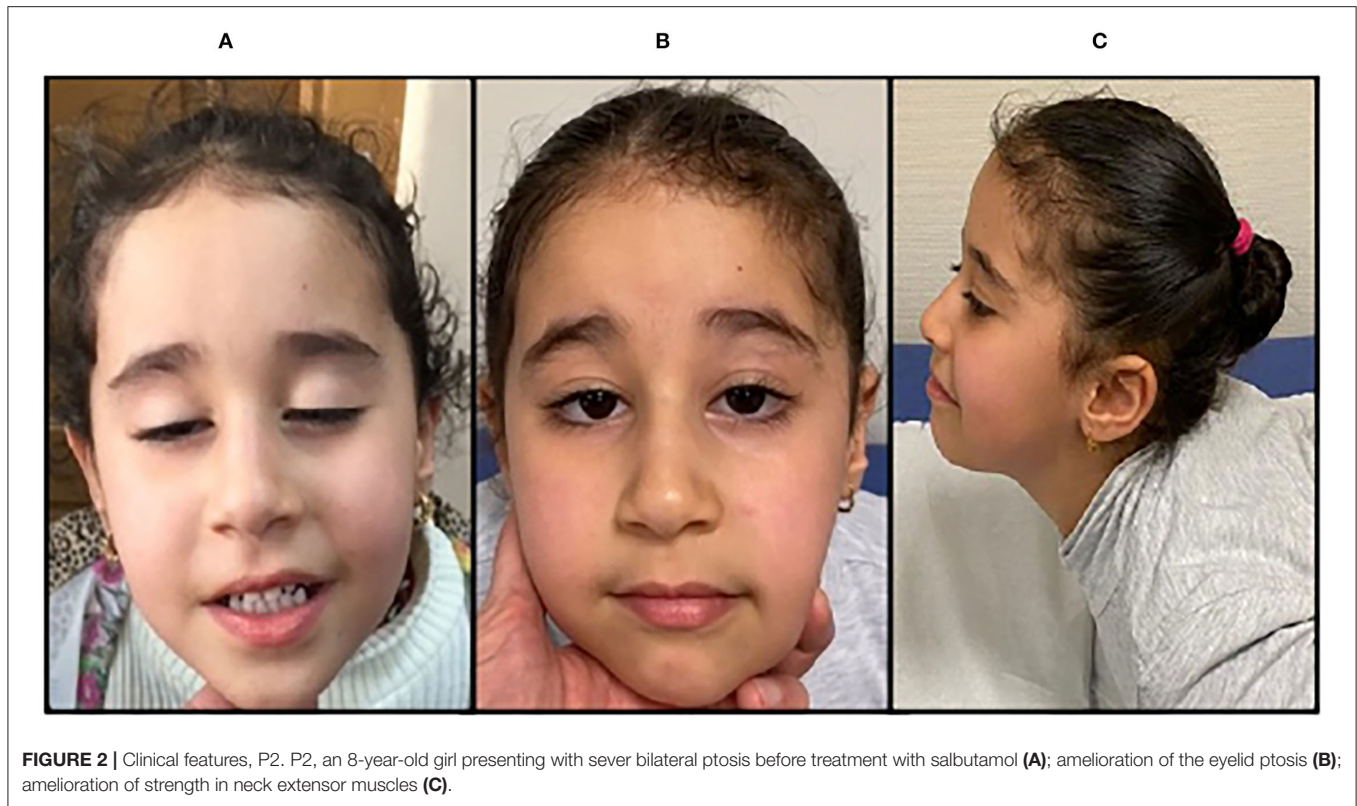 A B C
FIGURE 2 | Clinical features, P2. P2, an 8-year-old girl presenting with sever bilateral ptosis before treatment with salbutamol (A); amelioration of the eyelid ptosis (B);
amelioration of strength in neck extensor muscles (C).